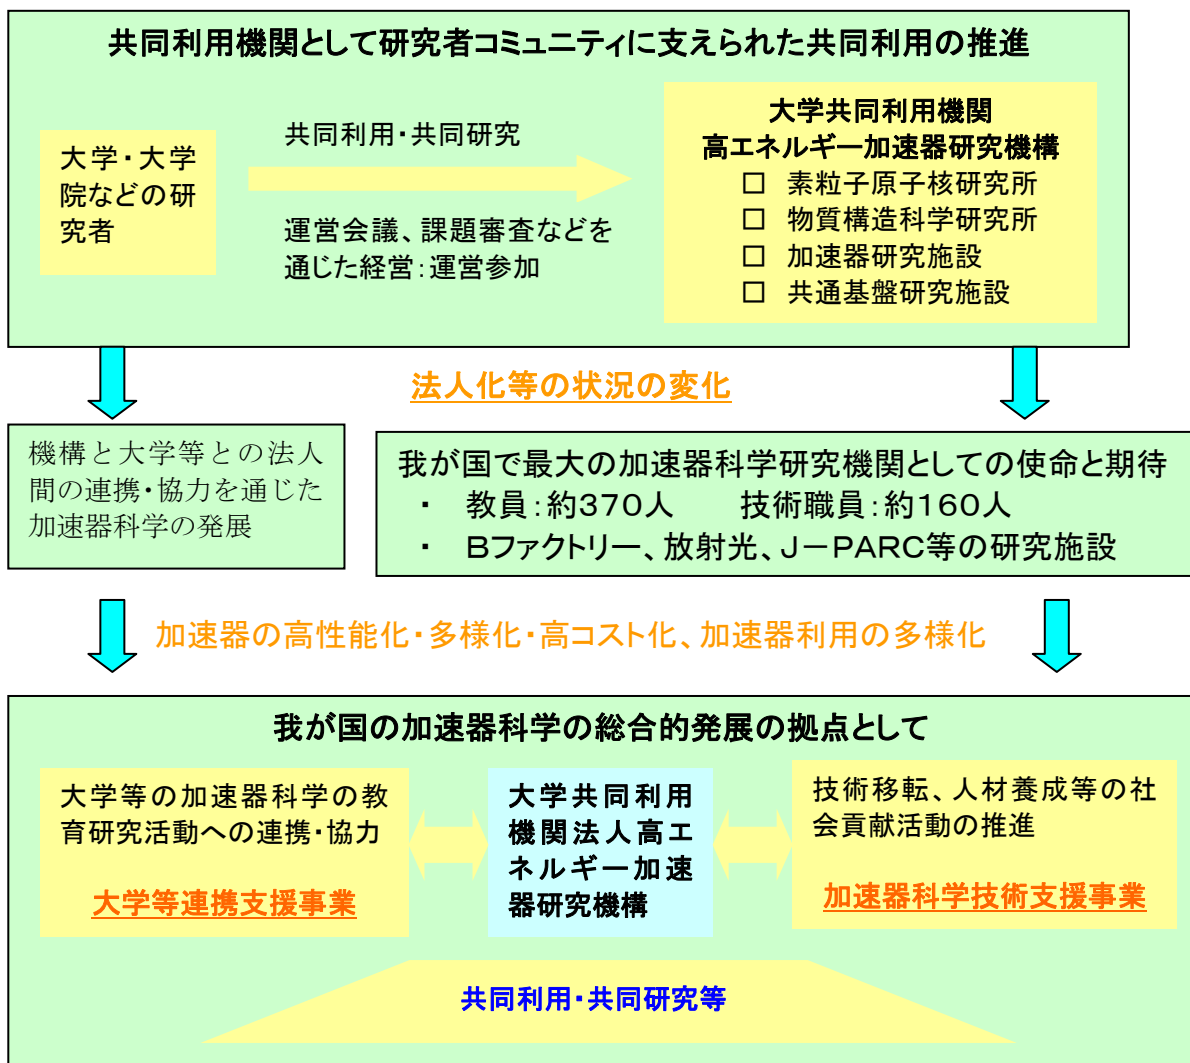 共同利用機関として研究者コミュニティに支えられた共同利用の推進
大学・大学
院などの研
究者
共同利用・共同研究
運営会議、課題審査などを
通じた経営：運営参加
大学共同利用機関
高エネルギー加速器研究機構
□ 素粒子原子核研究所
□ 物質構造科学研究所
□ 加速器研究施設
□ 共通基盤研究施設
法人化等の状況の変化
機構と大学等との法人
間の連携・協力を通じた
加速器科学の発展
我が国で最大の加速器科学研究機関としての使命と期待
・ 教員：約370人　技術職員：約160人
・ Bファクトリー、放射光、J－PARC等の研究施設
加速器の高性能化・多様化・高コスト化、加速器利用の多様化
我が国の加速器科学の総合的発展の拠点として
大学等の加速器科学の教
育研究活動への連携・協力
大学等連携支援事業
大学共同利用
機関法人高エ
ネルギー加速
器研究機構
技術移転、人材養成等の社
会貢献活動の推進
加速器科学技術支援事業
共同利用・共同研究等